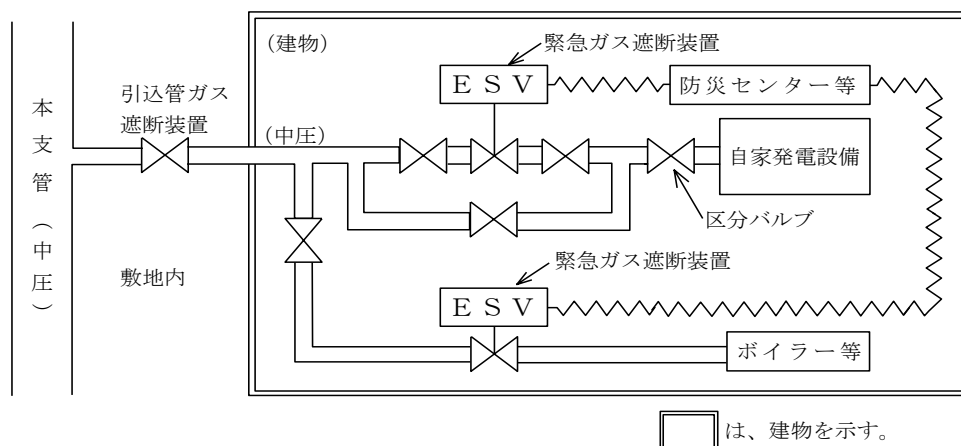 (建物)
緊急ガス遮断装置
ESV
防災センター等
引込管ガス
遮断装置
(中圧)
本支管(中圧)
自家発電設備
区分バルブ
敷地内
緊急ガス遮断装置
ESV
ボイラー等
は、建物を示す。